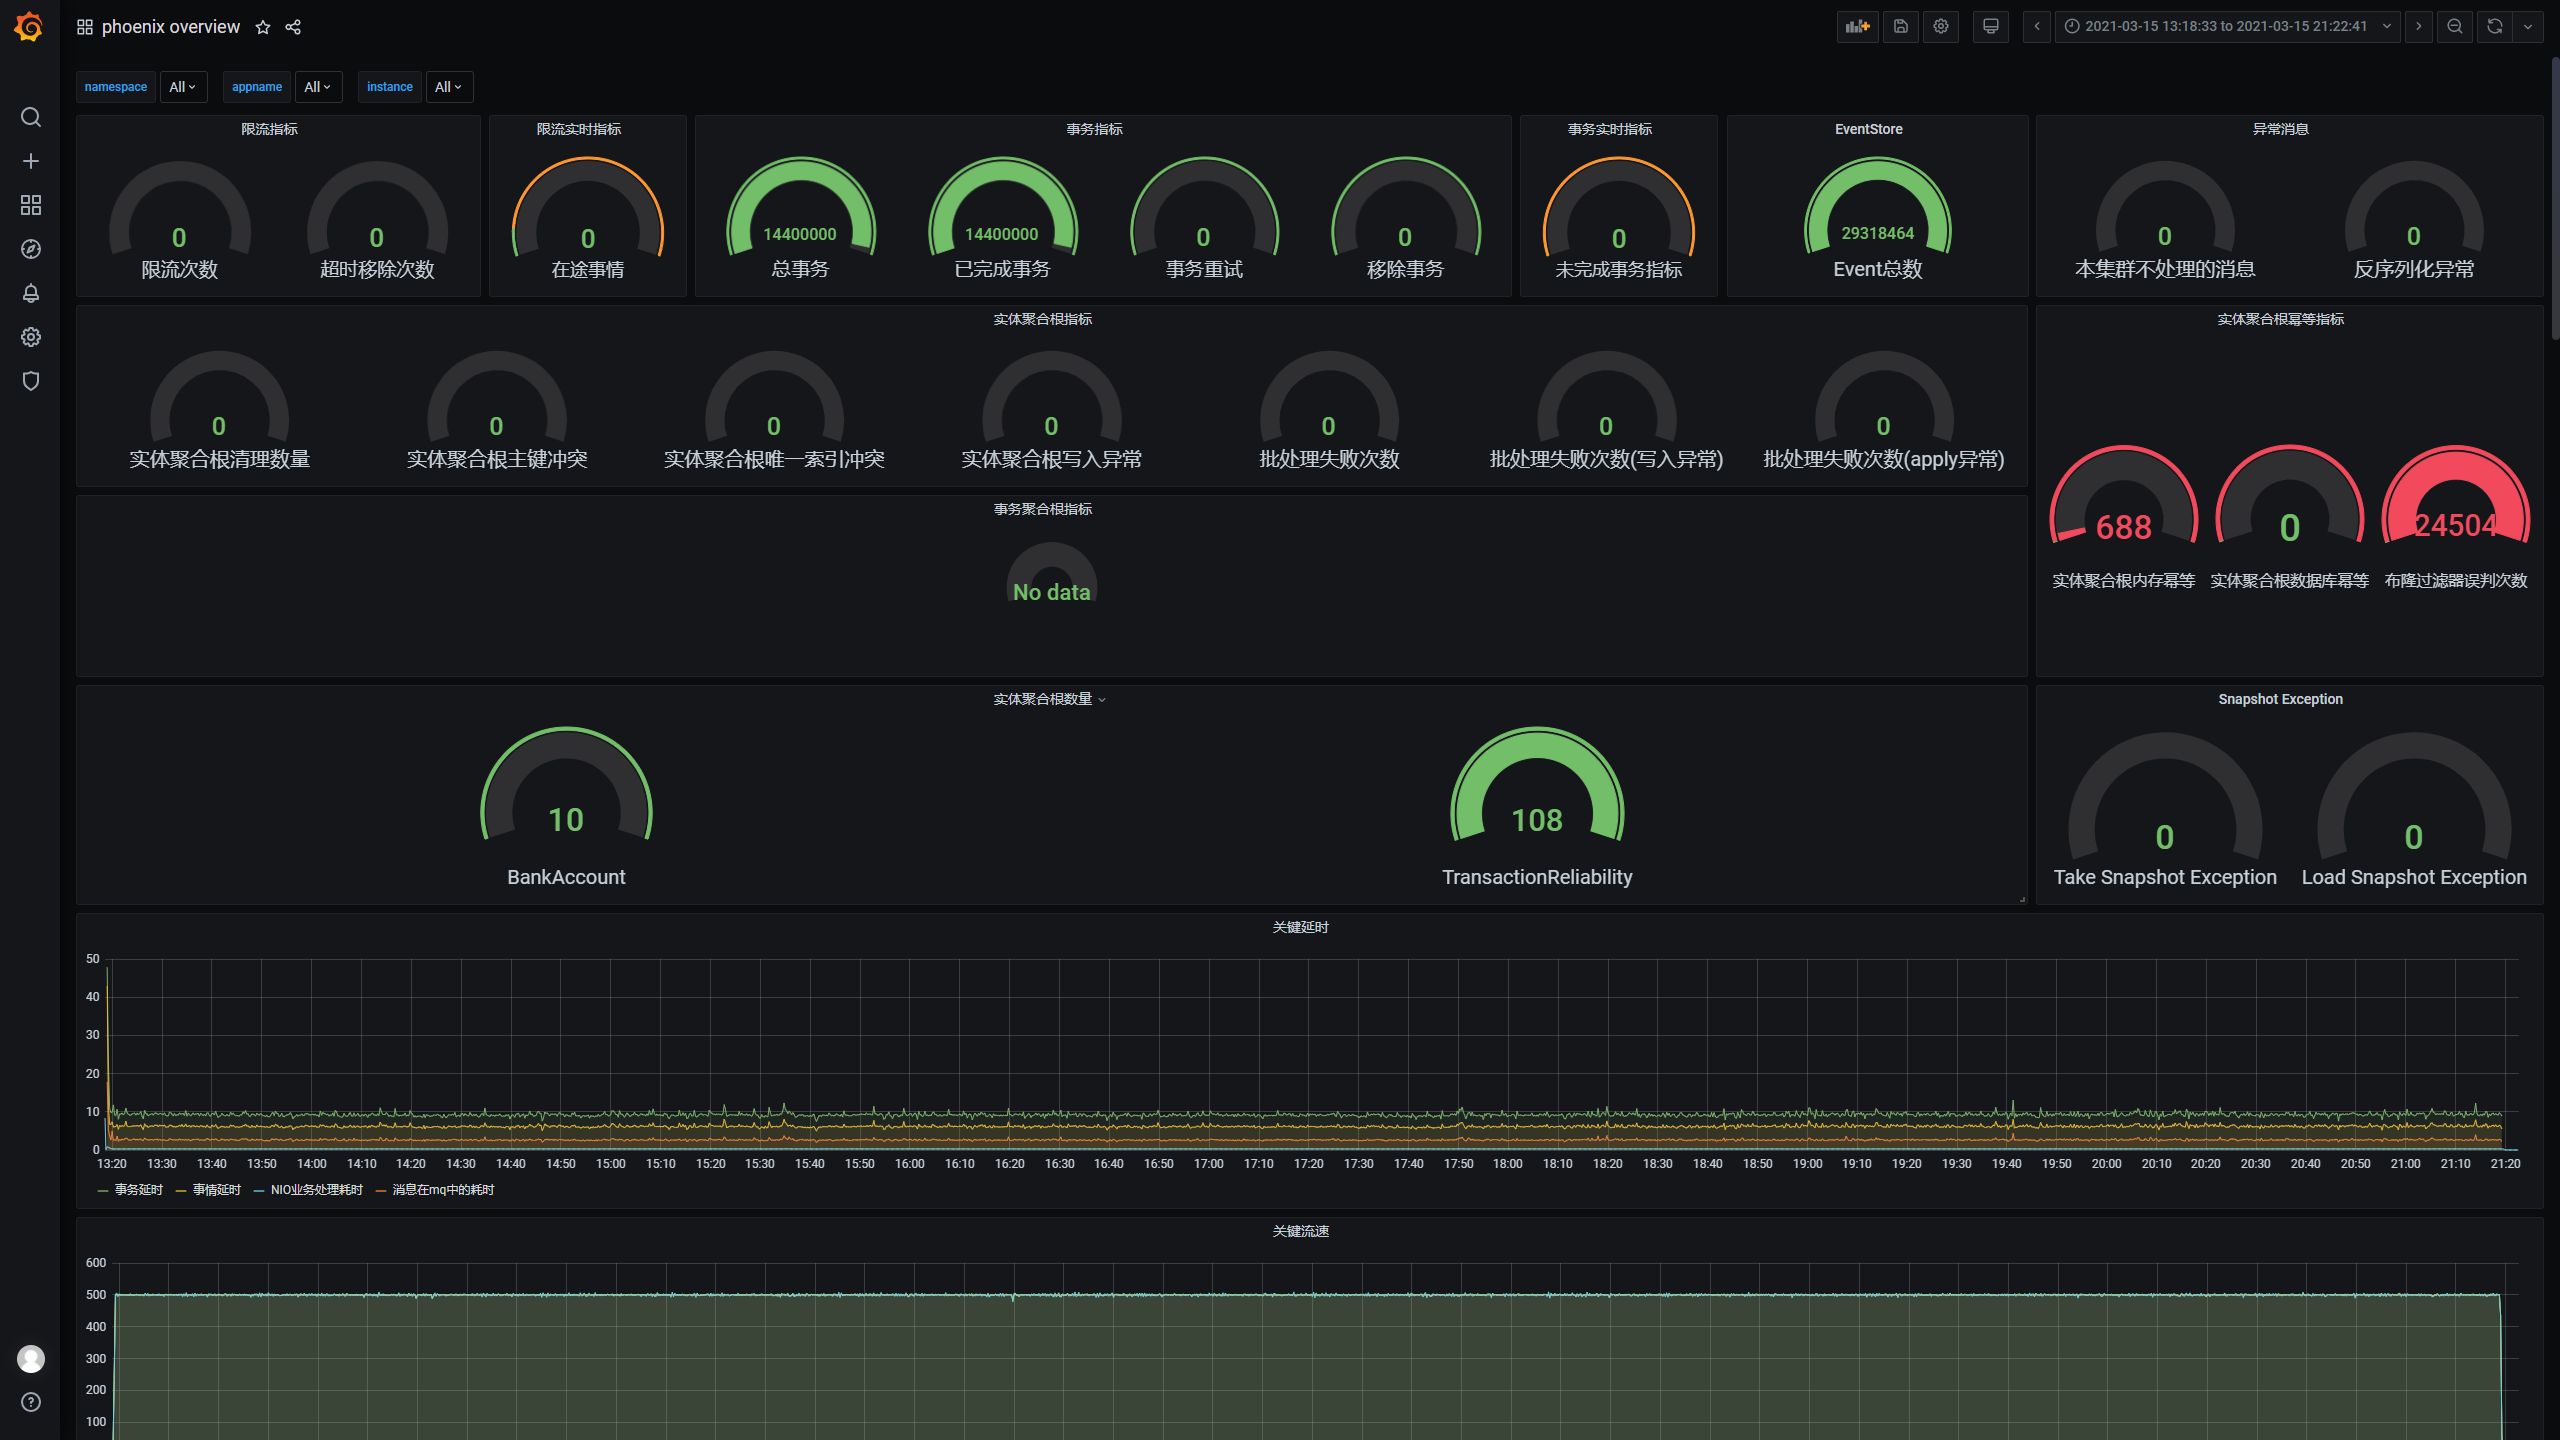 phoenix overview
2021-03-15 13:18:33 to 2021-03-15 21:22:41
namespace All appname All instance All
限流指标
0 0
限流次数 超时移除次数
限流实时指标
0
在途事情
事务指标
14400000 14400000 0 0
总事务 已完成事务 事务重试 移除事务
事务实时指标
0
未完成事务指标
EventStore
29318464
Event总数
异常消息
0 0
本集群不处理的消息 反序列化异常
实体聚合根指标
0 0 0 0 0 0 0
实体聚合根清理数量 实体聚合根主键冲突 实体聚合根唯一索引冲突 实体聚合根写入异常 批处理失败次数 批处理失败次数(写入异常) 批处理失败次数(apply异常)
实体聚合根幂等指标
688 0 24504
实体聚合根内存幂等 实体聚合根数据库幂等 布隆过滤器误判次数
事务聚合根指标
No data
实体聚合根数量
10 108
BankAccount TransactionReliability
Snapshot Exception
0 0
Take Snapshot Exception Load Snapshot Exception
关键延时
50
40
30
20
10
0
13:20 13:30 13:40 13:50 14:00 14:10 14:20 14:30 14:40 14:50 15:00 15:10 15:20 15:30 15:40 15:50 16:00 16:10 16:20 16:30 16:40 16:50 17:00 17:10 17:20 17:30 17:40 17:50 18:00 18:10 18:20 18:30 18:40 18:50 19:00 19:10 19:20 19:30 19:40 19:50 20:00 20:10 20:20 20:30 20:40 20:50 21:00 21:10 21:20
事务延时 事情延时 NIO业务处理耗时 消息在mq中的耗时
关键流速
600
500
400
300
200
100